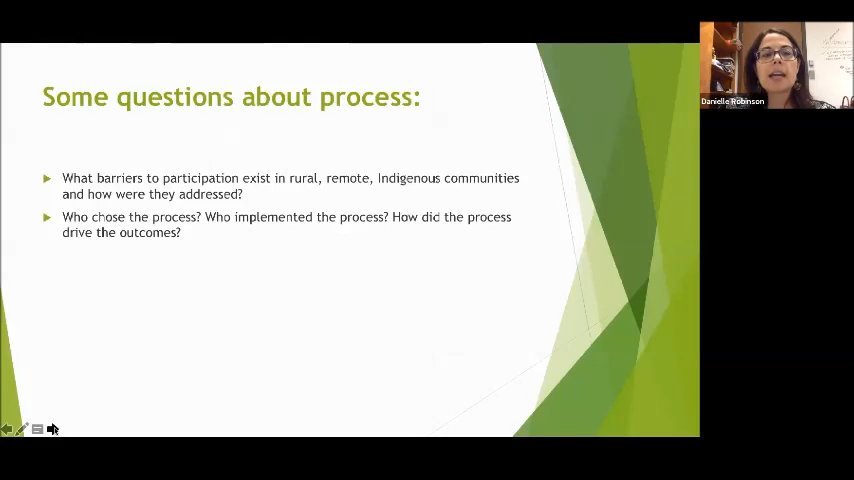 Some questions about process:
What barriers to participation exist in rural, remote, Indigenous communities
and how were they addressed?
Who chose the process? Who implemented the process? How did the process
drive the outcomes?
Danielle Robinson